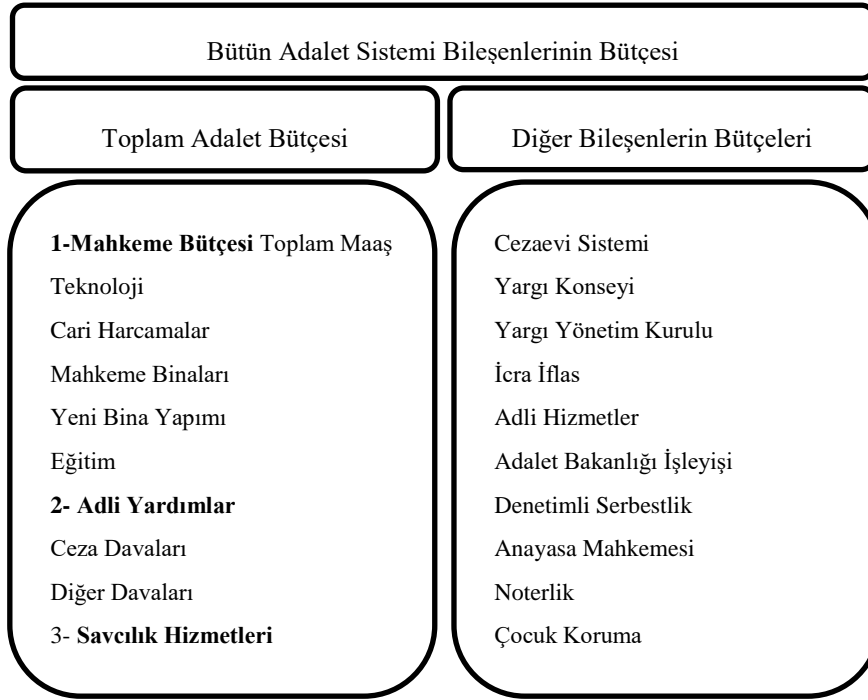 Bütün Adalet Sistemi Bileşenlerinin Bütçesi
Toplam Adalet Bütçesi
Diğer Bileşenlerin Bütçeleri
1-Mahkeme Bütçesi Toplam Maaş
Teknoloji
Cari Harcamalar
Mahkeme Binaları
Yeni Bina Yapımı
Eğitim
2- Adli Yardımlar
Ceza Davaları
Diğer Davaları
3- Savcılık Hizmetleri
Cezaevi Sistemi
Yargı Konseyi
Yargı Yönetim Kurulu
İcra İflas
Adli Hizmetler
Adalet Bakanlığı İşleyişi
Denetimli Serbestlik
Anayasa Mahkemesi
Noterlik
Çocuk Koruma